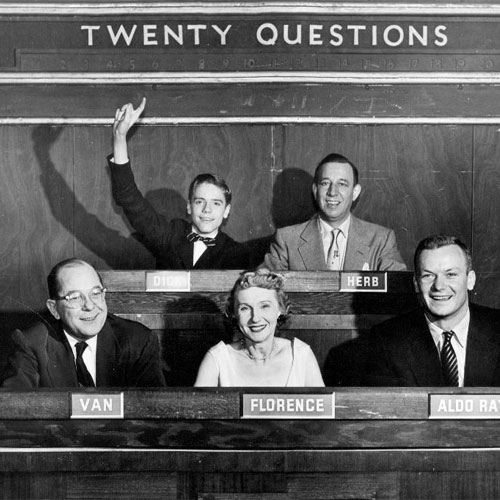 TWENTY QUESTIONS
DICK HERB
VAN FLORENCE ALDO RAY